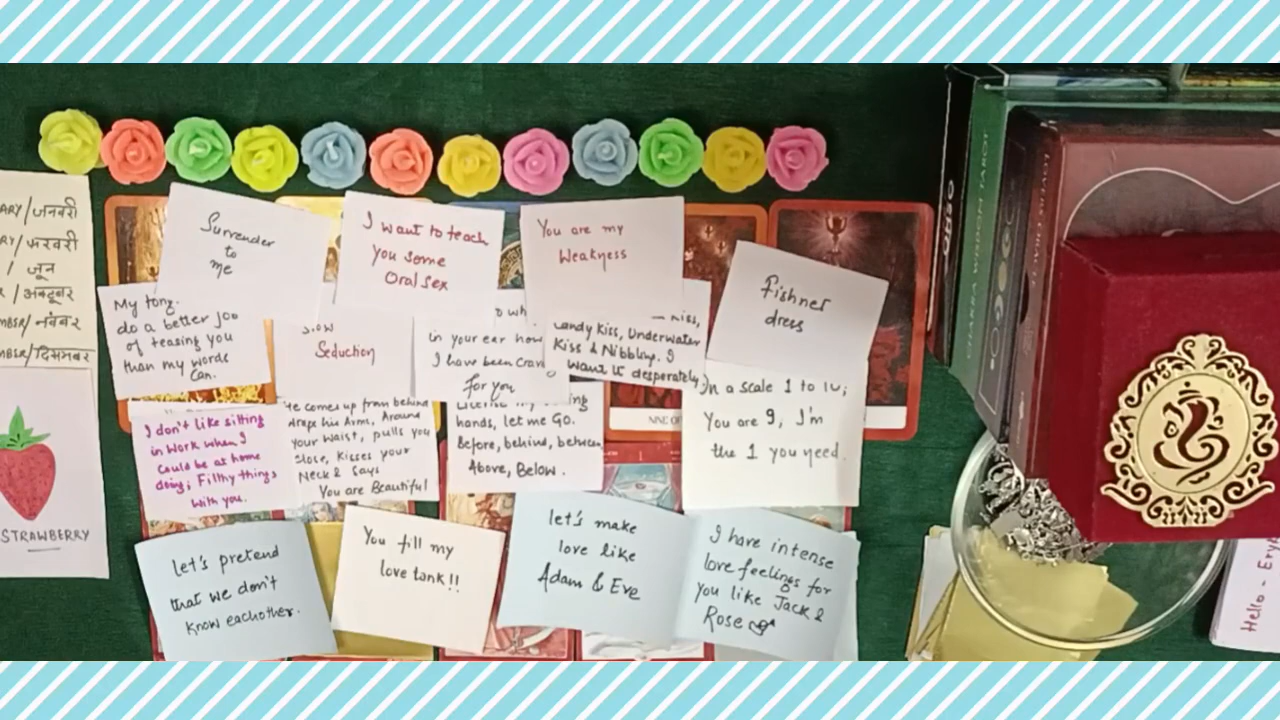 ARY/जनवरी
RY/फरवरी
/ जून
/ अक्टूबर
MBER/नवंबर
MBER/दिसम्बर
STRAWBERRY
Surrender
to
me
I want to teach
you some
Oral sex
You are my
Weakness
Fishnet
dress
My tong.
do a better job
of teasing you
than my words
Can.
Slow
Seduction
in your ear how
I have been Crav
for you
Kiss,
Candy Kiss, Underwater
Kiss & Nibbling. I
want it desperately
In a scale 1 to 10;
You are 9, I'm
the 1 you need.
I don't like sitting
in Work when I
Could be at home
doing; Filthy things
With you.
He comes up from behind
drape his Arms, Around
your Waist, pulls you
close, Kisses your
Neck & Says
You are Beautiful
hands, let me Go.
Before, behind, between
Above, Below.
NINE OF
let's pretend
that we don't
Know eachother.
You fill my
love tank!!
let's make
love like
Adam & Eve
I have intense
love feelings for
you like Jack &
Rose
OSHO
CHAKRA WISDOM TAROT
Hello - Ery